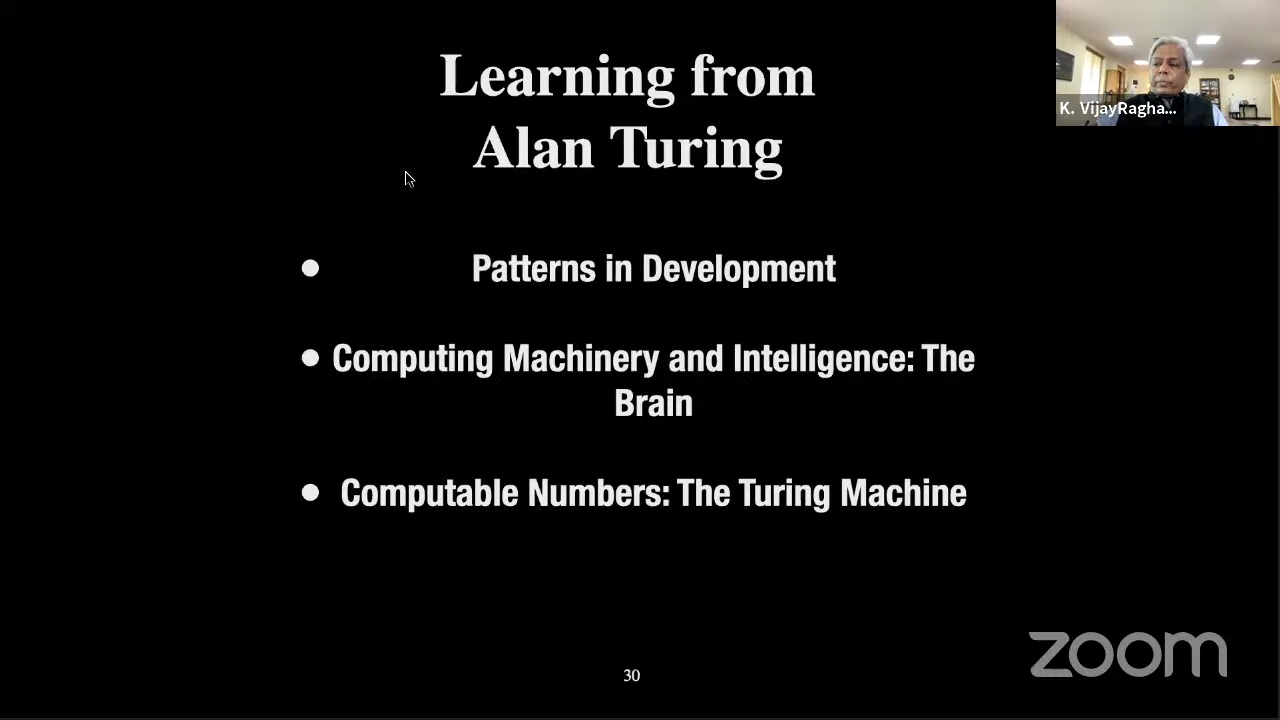 Learning from
Alan Turing
K. VijayRagha...
● Patterns in Development
● Computing Machinery and Intelligence: The
Brain
● Computable Numbers: The Turing Machine
30
zoom